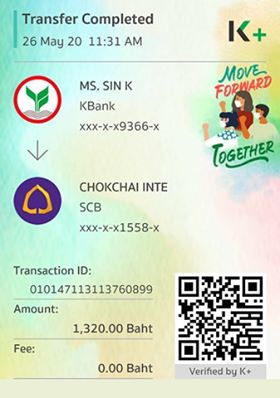 Transfer Completed
26 May 20 11:31 AM
K+
MOVE
FORWARD
TOGETHER
MS. SIN K
KBank
xxx-x-x9366-x
CHOKCHAI INTE
SCB
xxx-x-x1558-x
Transaction ID:
010147113113760899
Amount:
1,320.00 Baht
Fee:
0.00 Baht
Verified by K+